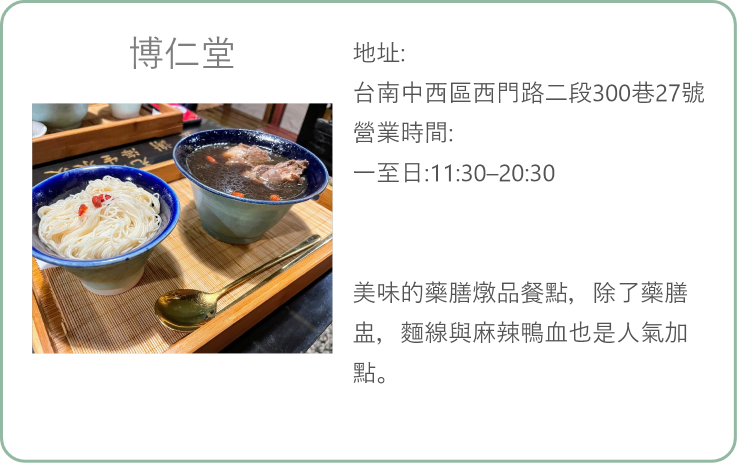 博仁堂
地址:
台南中西區西門路二段300巷27號
營業時間:
一至日:11:30–20:30
美味的藥膳燉品餐點，除了藥膳
盅，麵線與麻辣鴨血也是人氣加
點。